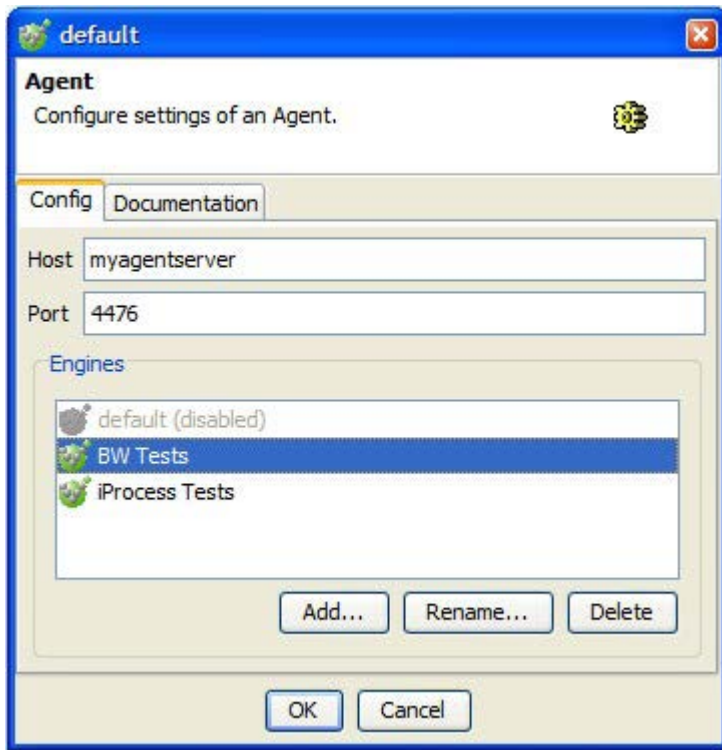 default
Agent
Configure settings of an Agent.
Config Documentation
Host myagentserver
Port 4476
Engines
default (disabled)
BW Tests
iProcess Tests
Add... Rename... Delete
OK Cancel